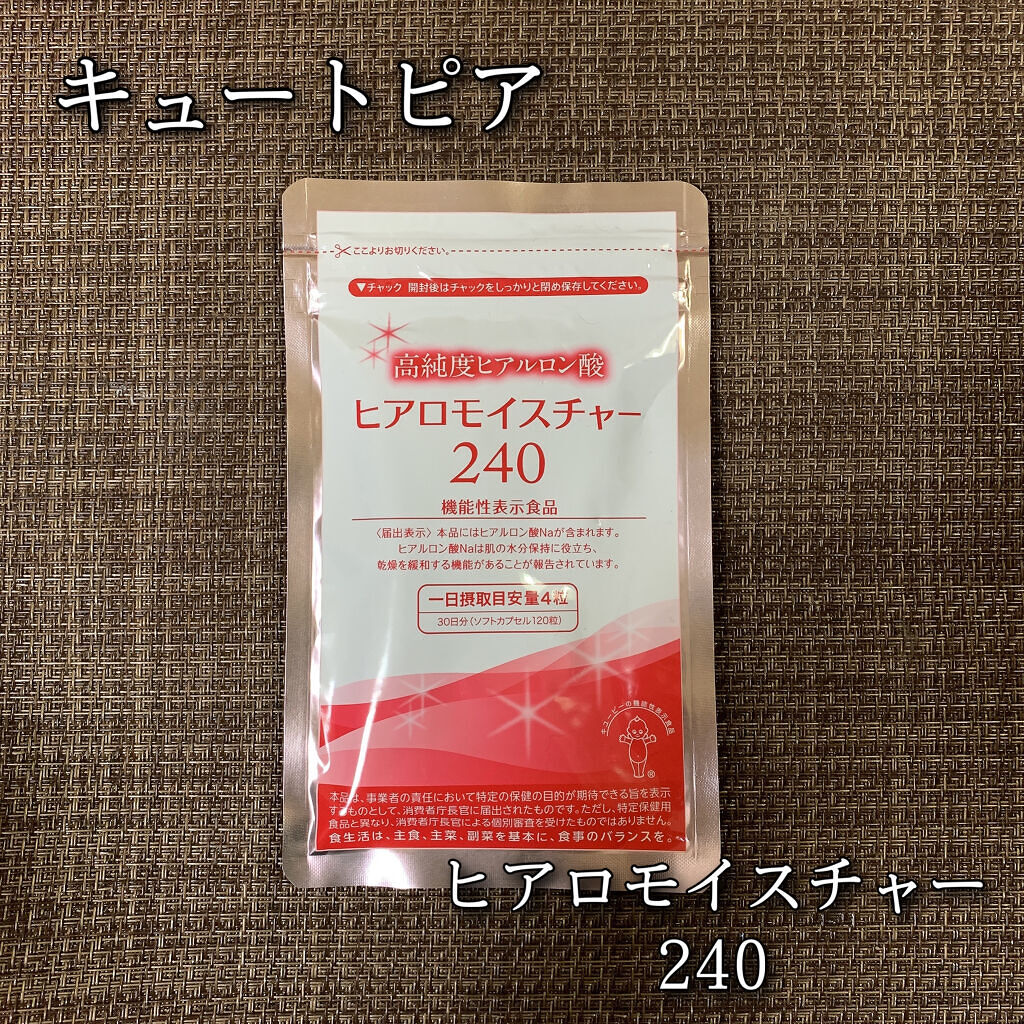 キュートピア
ここよりお切りください。
▼チャック 開封後はチャックをしっかりと閉め保存してください。
高純度ヒアルロン酸
ヒアロモイスチャー
240
機能性表示食品
〈届出表示〉本品にはヒアルロン酸Naが含まれます。
ヒアルロン酸Naは肌の水分保持に役立ち、
乾燥を緩和する機能があることが報告されています。
一日摂取目安量4粒
30日分(ソフトカプセル120粒)
キユーピーの機能性表示食品
®
本品は、事業者の責任において特定の保健の目的が期待できる旨を表示
するものとして、消費者庁長官に届出されたものです。ただし、特定保健用
食品と異なり、消費者庁長官による個別審査を受けたものではありません。
食生活は、主食、主菜、副菜を基本に、食事のバランスを。
ヒアロモイスチャー
240